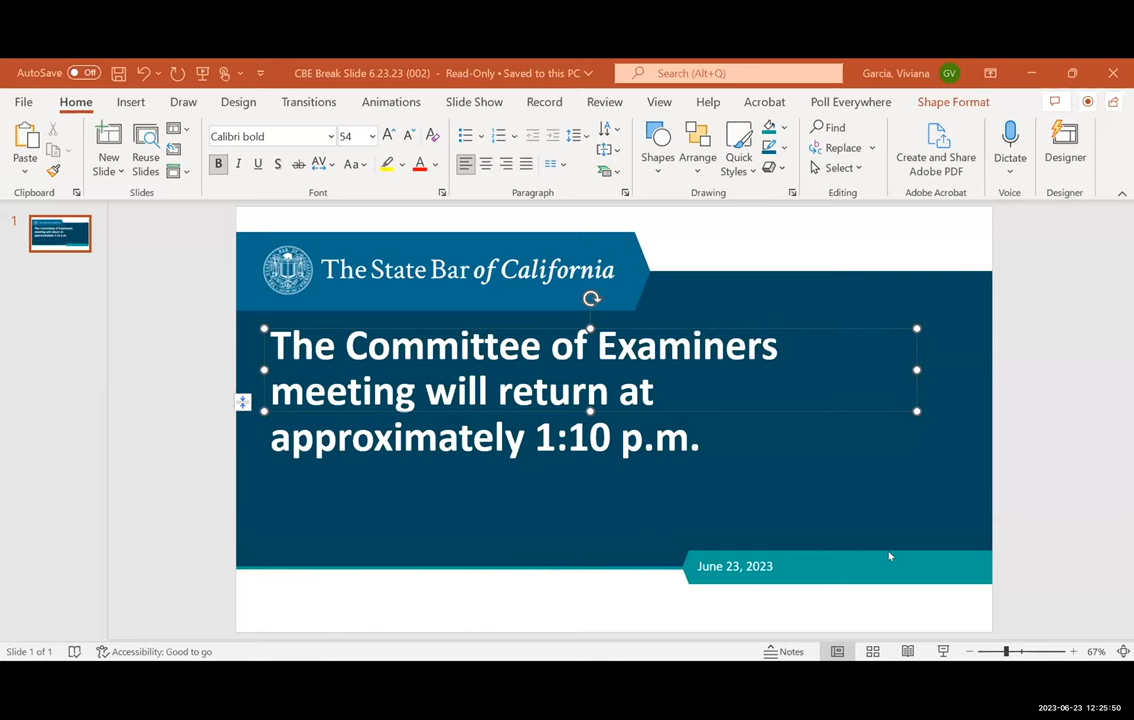 AutoSave Off CBE Break Slide 6.23.23 (002) - Read-Only • Saved to this PC Search (Alt+Q) Garcia, Viviana GV
File Home Insert Draw Design Transitions Animations Slide Show Record Review View Help Acrobat Poll Everywhere Shape Format
Calibri bold 54
Paste New Slide Reuse Slides Shapes Arrange Quick Styles Find Replace Select Create and Share Adobe PDF Dictate Designer
Clipboard Slides Font Paragraph Drawing Editing Adobe Acrobat Voice Designer
1
The State Bar of California
The Committee of Examiners
meeting will return at
approximately 1:10 p.m.
June 23, 2023
Slide 1 of 1 Accessibility: Good to go Notes 67%
2023-06-23 12:25:50